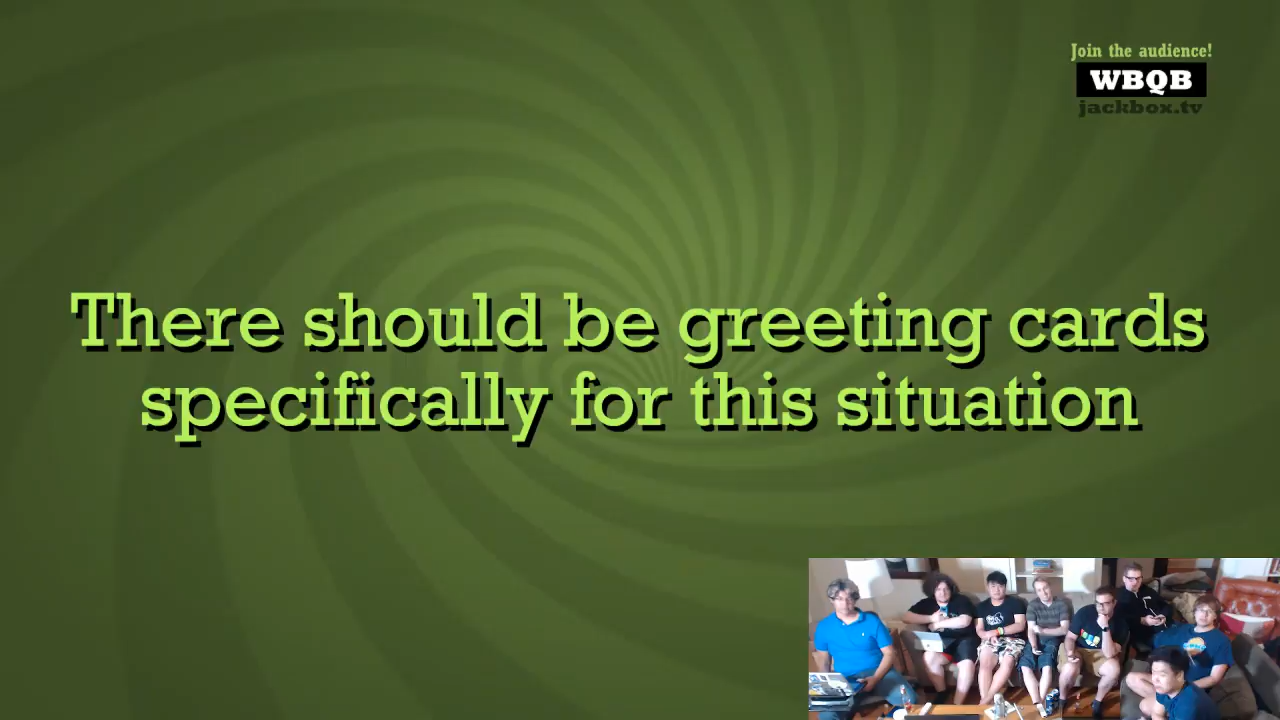 Join the audience!
WBQB
jackbox.tv
There should be greeting cards
specifically for this situation